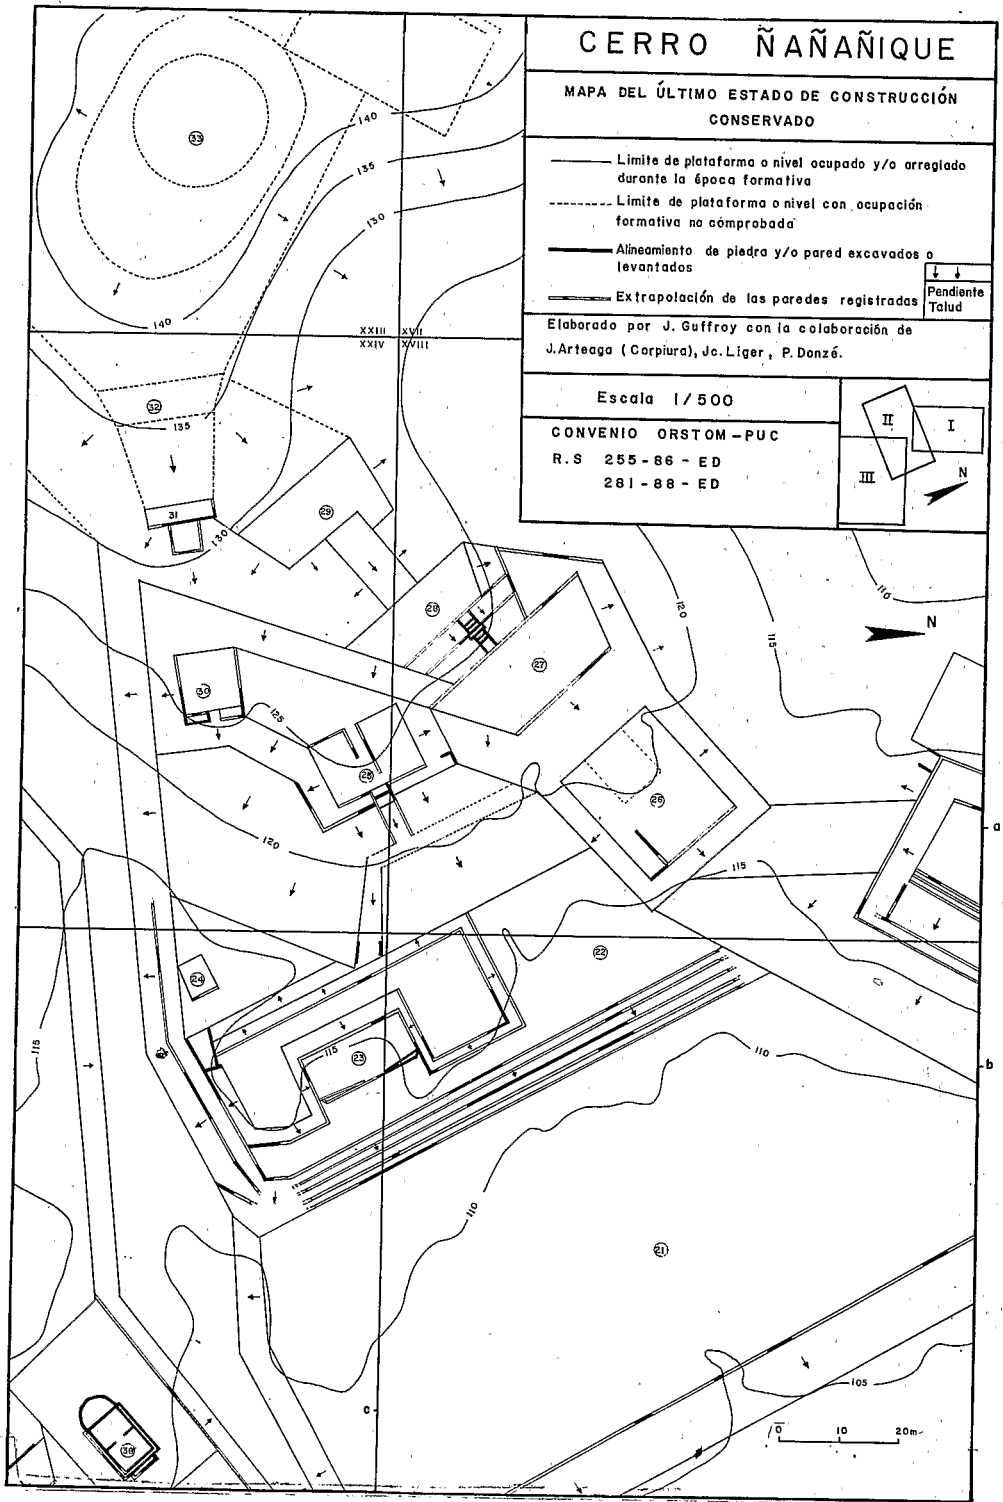 CERRO ÑAÑAÑIQUE
MAPA DEL ÚLTIMO ESTADO DE CONSTRUCCIÓN
CONSERVADO
Limite de plataforma o nivel ocupado y/o arreglado
durante la época formativa
Limite de plataforma o nivel con ocupación
formativa no comprobada
Alineamiento de piedra y/o pared excavados o
levantados
Extrapolación de las paredes registradas
Pendiente
Talud
Elaborado por J. Guffroy con la colaboración de
J. Arteaga (Corpiura), Jc. Liger, P. Donzé.
Escala 1/500
CONVENIO ORSTOM-PUC
R.S 255-86-ED
281-88-ED
I
II
III
N
33
140
135
130
140
XXIII XVII
XXIV XVIII
32
135
31
130
29
28
27
110
120
115
N
30
125
25
26
120
115
a
24
22
115
115
23
110
b
110
21
105
c
38
0 10 20m